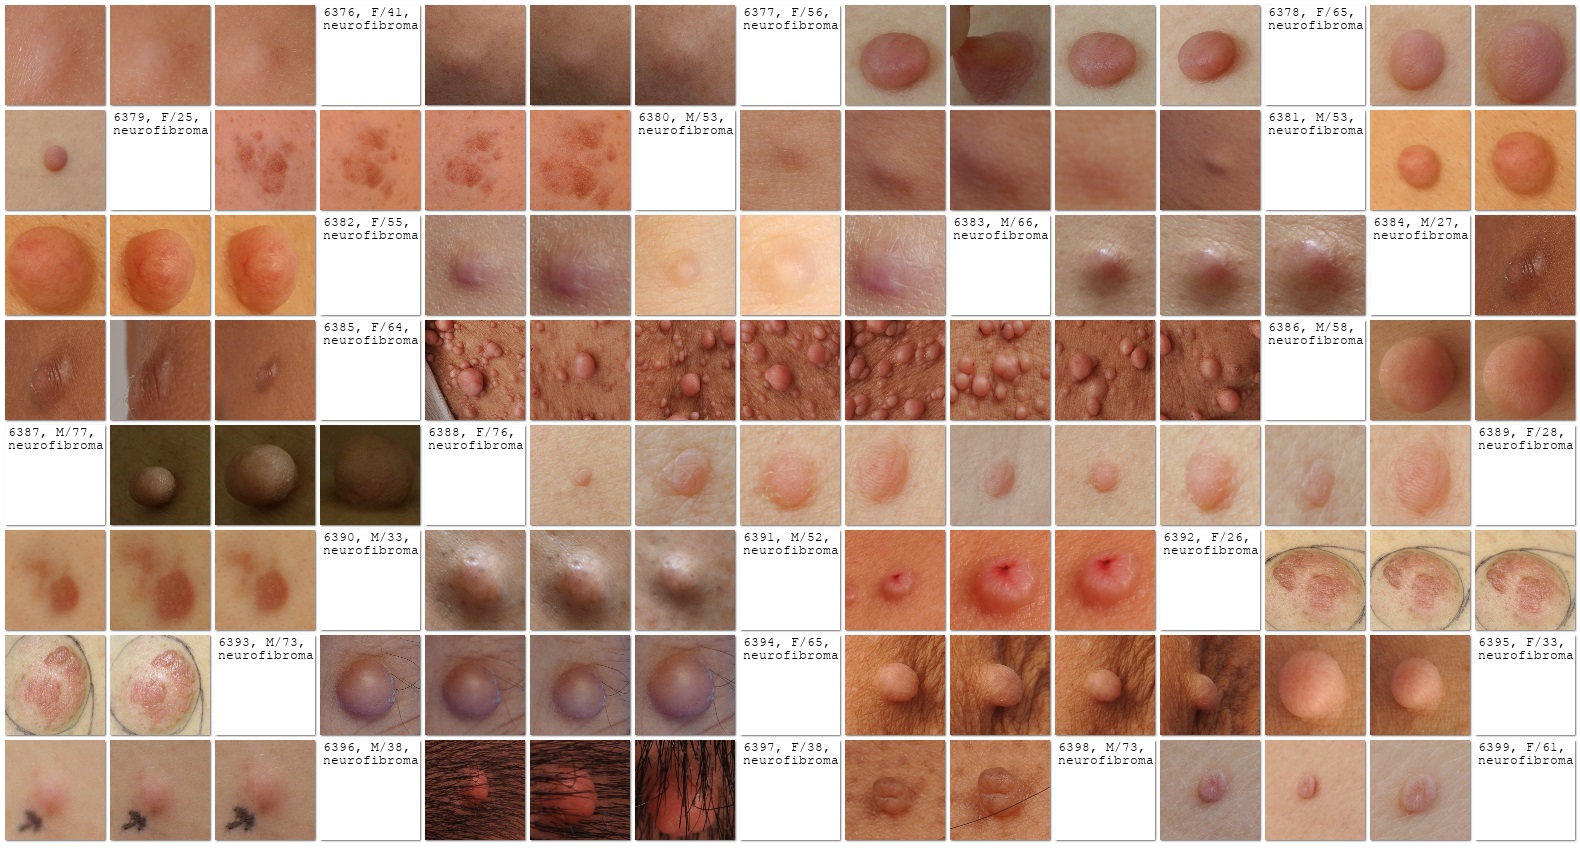 6376, F/41,
neurofibroma
6377, F/56,
neurofibroma
6378, F/65,
neurofibroma
6379, F/25,
neurofibroma
6380, M/53,
neurofibroma
6381, M/53,
neurofibroma
6382, F/55,
neurofibroma
6383, M/66,
neurofibroma
6384, M/27,
neurofibroma
6385, F/64,
neurofibroma
6386, M/58,
neurofibroma
6387, M/77,
neurofibroma
6388, F/76,
neurofibroma
6389, F/28,
neurofibroma
6390, M/33,
neurofibroma
6391, M/52,
neurofibroma
6392, F/26,
neurofibroma
6393, M/73,
neurofibroma
6394, F/65,
neurofibroma
6395, F/33,
neurofibroma
6396, M/38,
neurofibroma
6397, F/38,
neurofibroma
6398, M/73,
neurofibroma
6399, F/61,
neurofibroma